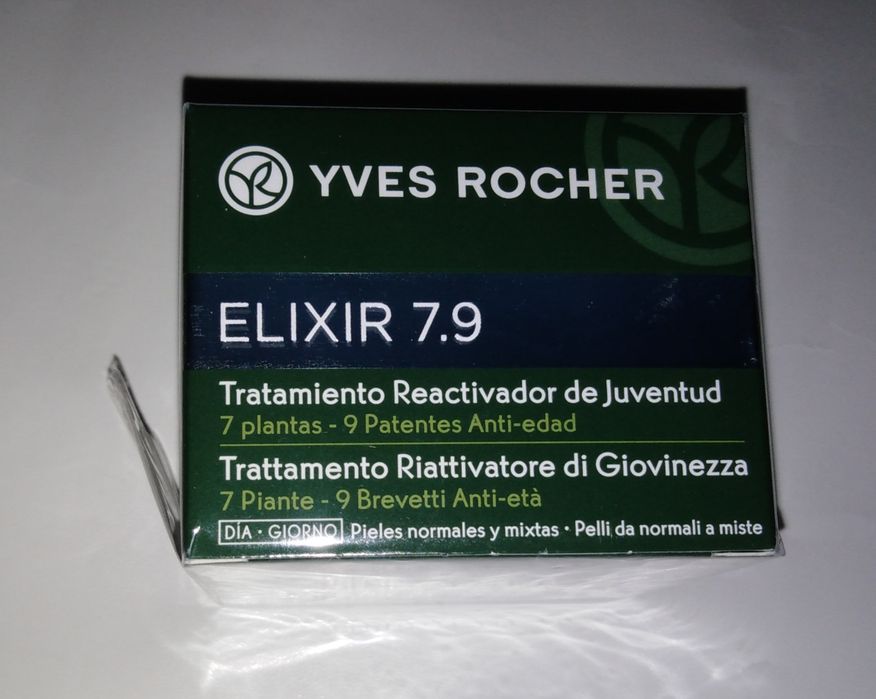 YVES ROCHER
ELIXIR 7.9
Tratamiento Reactivador de Juventud
7 plantas - 9 Patentes Anti-edad
Trattamento Riattivatore di Giovinezza
7 Piante - 9 Brevetti Anti-età
DÍA · GIORNO Pieles normales y mixtas · Pelli da normali a miste